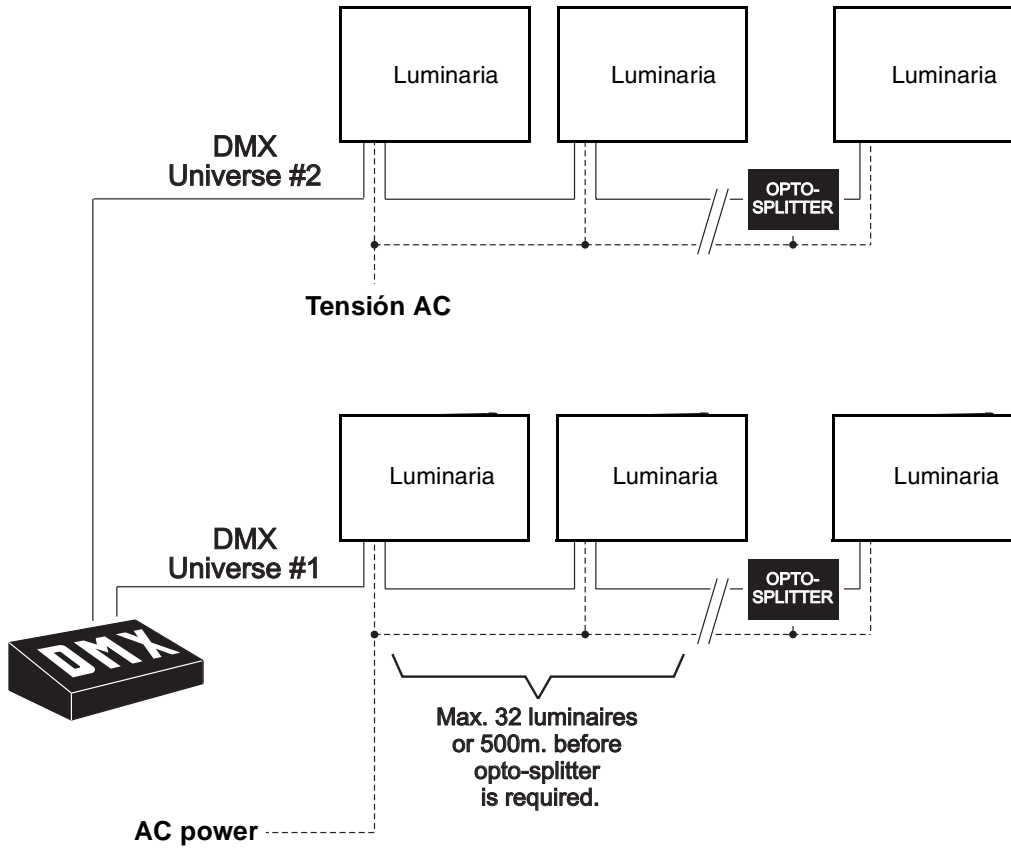 Luminaria
Luminaria
Luminaria
DMX
Universe #2
OPTO-
SPLITTER
Tensión AC
Luminaria
Luminaria
Luminaria
DMX
Universe #1
OPTO-
SPLITTER
DMX
Max. 32 luminaires
or 500m. before
opto-splitter
is required.
AC power